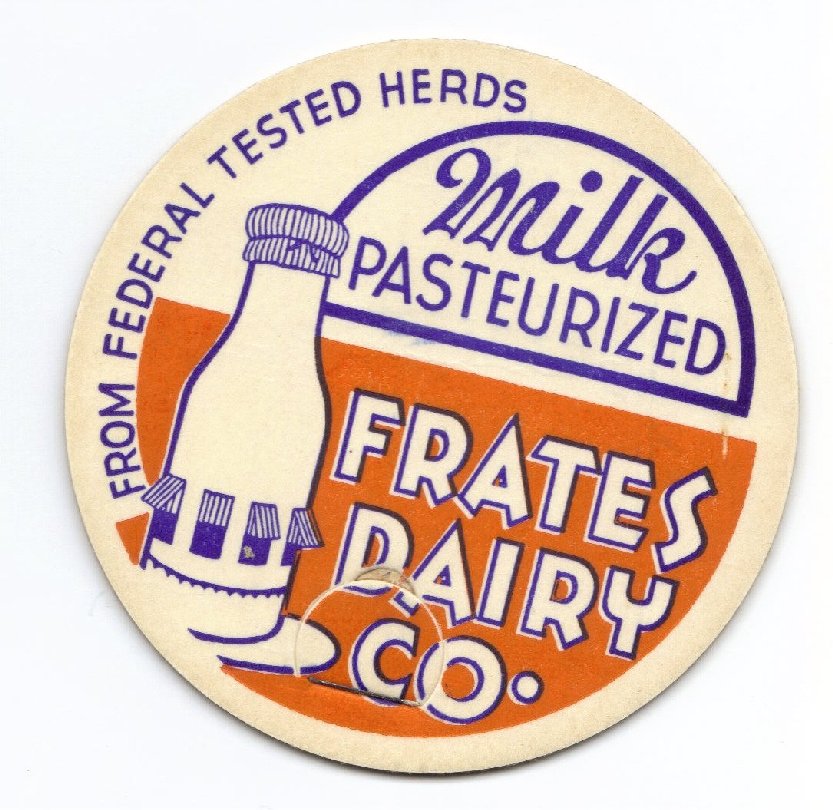 FROM FEDERAL TESTED HERDS
Milk
PASTEURIZED
FRATES
DAIRY
CO.